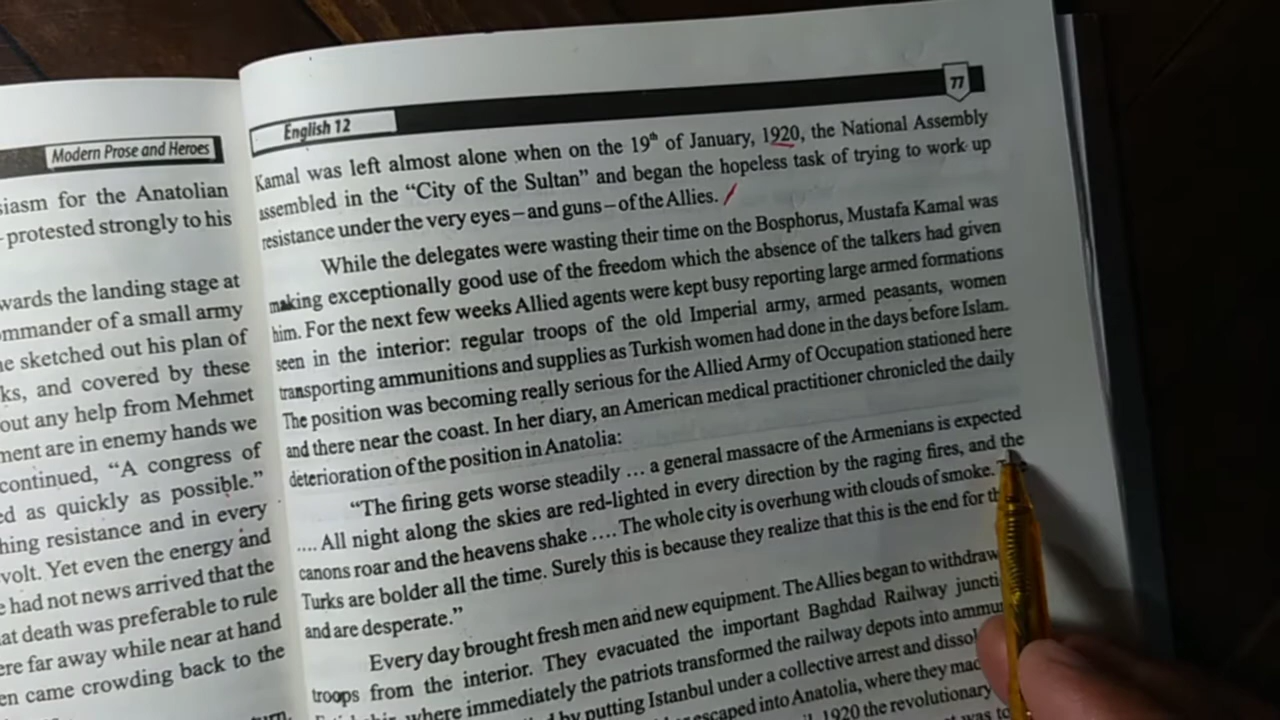 Modern Prose and Heroes
siasm for the Anatolian
protested strongly to his
wards the landing stage at
ommander of a small army
he sketched out his plan of
ks, and covered by these
out any help from Mehmet
ment are in enemy hands we
continued, “A congress of
ed as quickly as possible.”
hing resistance and in every
volt. Yet even the energy and
e had not news arrived that the
at death was preferable to rule
ere far away while near at hand
en came crowding back to the
turn,
English 12
77
Kamal was left almost alone when on the 19th of January, 1920, the National Assembly
assembled in the “City of the Sultan” and began the hopeless task of trying to work up
resistance under the very eyes – and guns – of the Allies.
While the delegates were wasting their time on the Bosphorus, Mustafa Kamal was
making exceptionally good use of the freedom which the absence of the talkers had given
him. For the next few weeks Allied agents were kept busy reporting large armed formations
seen in the interior: regular troops of the old Imperial army, armed peasants, women
transporting ammunitions and supplies as Turkish women had done in the days before Islam.
The position was becoming really serious for the Allied Army of Occupation stationed here
and there near the coast. In her diary, an American medical practitioner chronicled the daily
deterioration of the position in Anatolia:
“The firing gets worse steadily ... a general massacre of the Armenians is expected
.... All night along the skies are red-lighted in every direction by the raging fires, and the
canons roar and the heavens shake .... The whole city is overhung with clouds of smoke.
Turks are bolder all the time. Surely this is because they realize that this is the end for th
and are desperate.”
Every day brought fresh men and new equipment. The Allies began to withdraw
troops from the interior. They evacuated the important Baghdad Railway juncti
where immediately the patriots transformed the railway depots into ammu
by putting Istanbul under a collective arrest and dissol
escaped into Anatolia, where they mad
1920 the revolutionary
was to